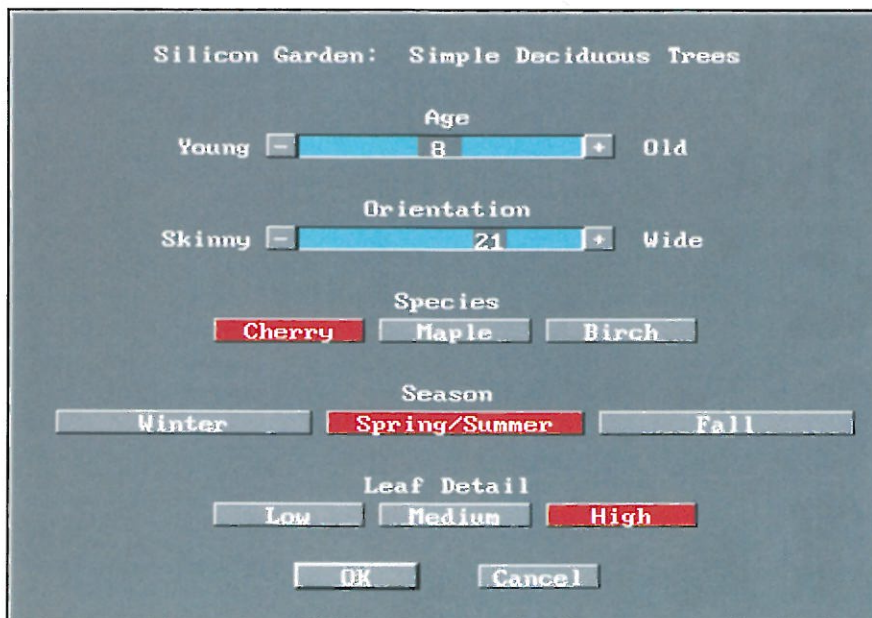 Silicon Garden: Simple Deciduous Trees
Age
Young - 8 + Old
Orientation
Skinny - 21 + Wide
Species
Cherry Maple Birch
Season
Winter Spring/Summer Fall
Leaf Detail
Low Medium High
OK Cancel